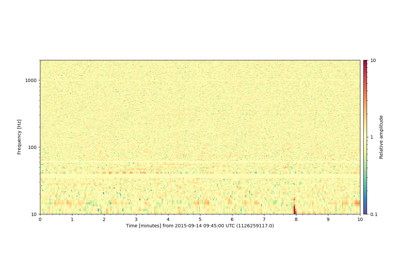 1000
100
10
Frequency [Hz]
0 1 2 3 4 5 6 7 8 9 10
Time [minutes] from 2015-09-14 09:45:00 UTC (1126259117.0)
10
1
0.1
Relative amplitude